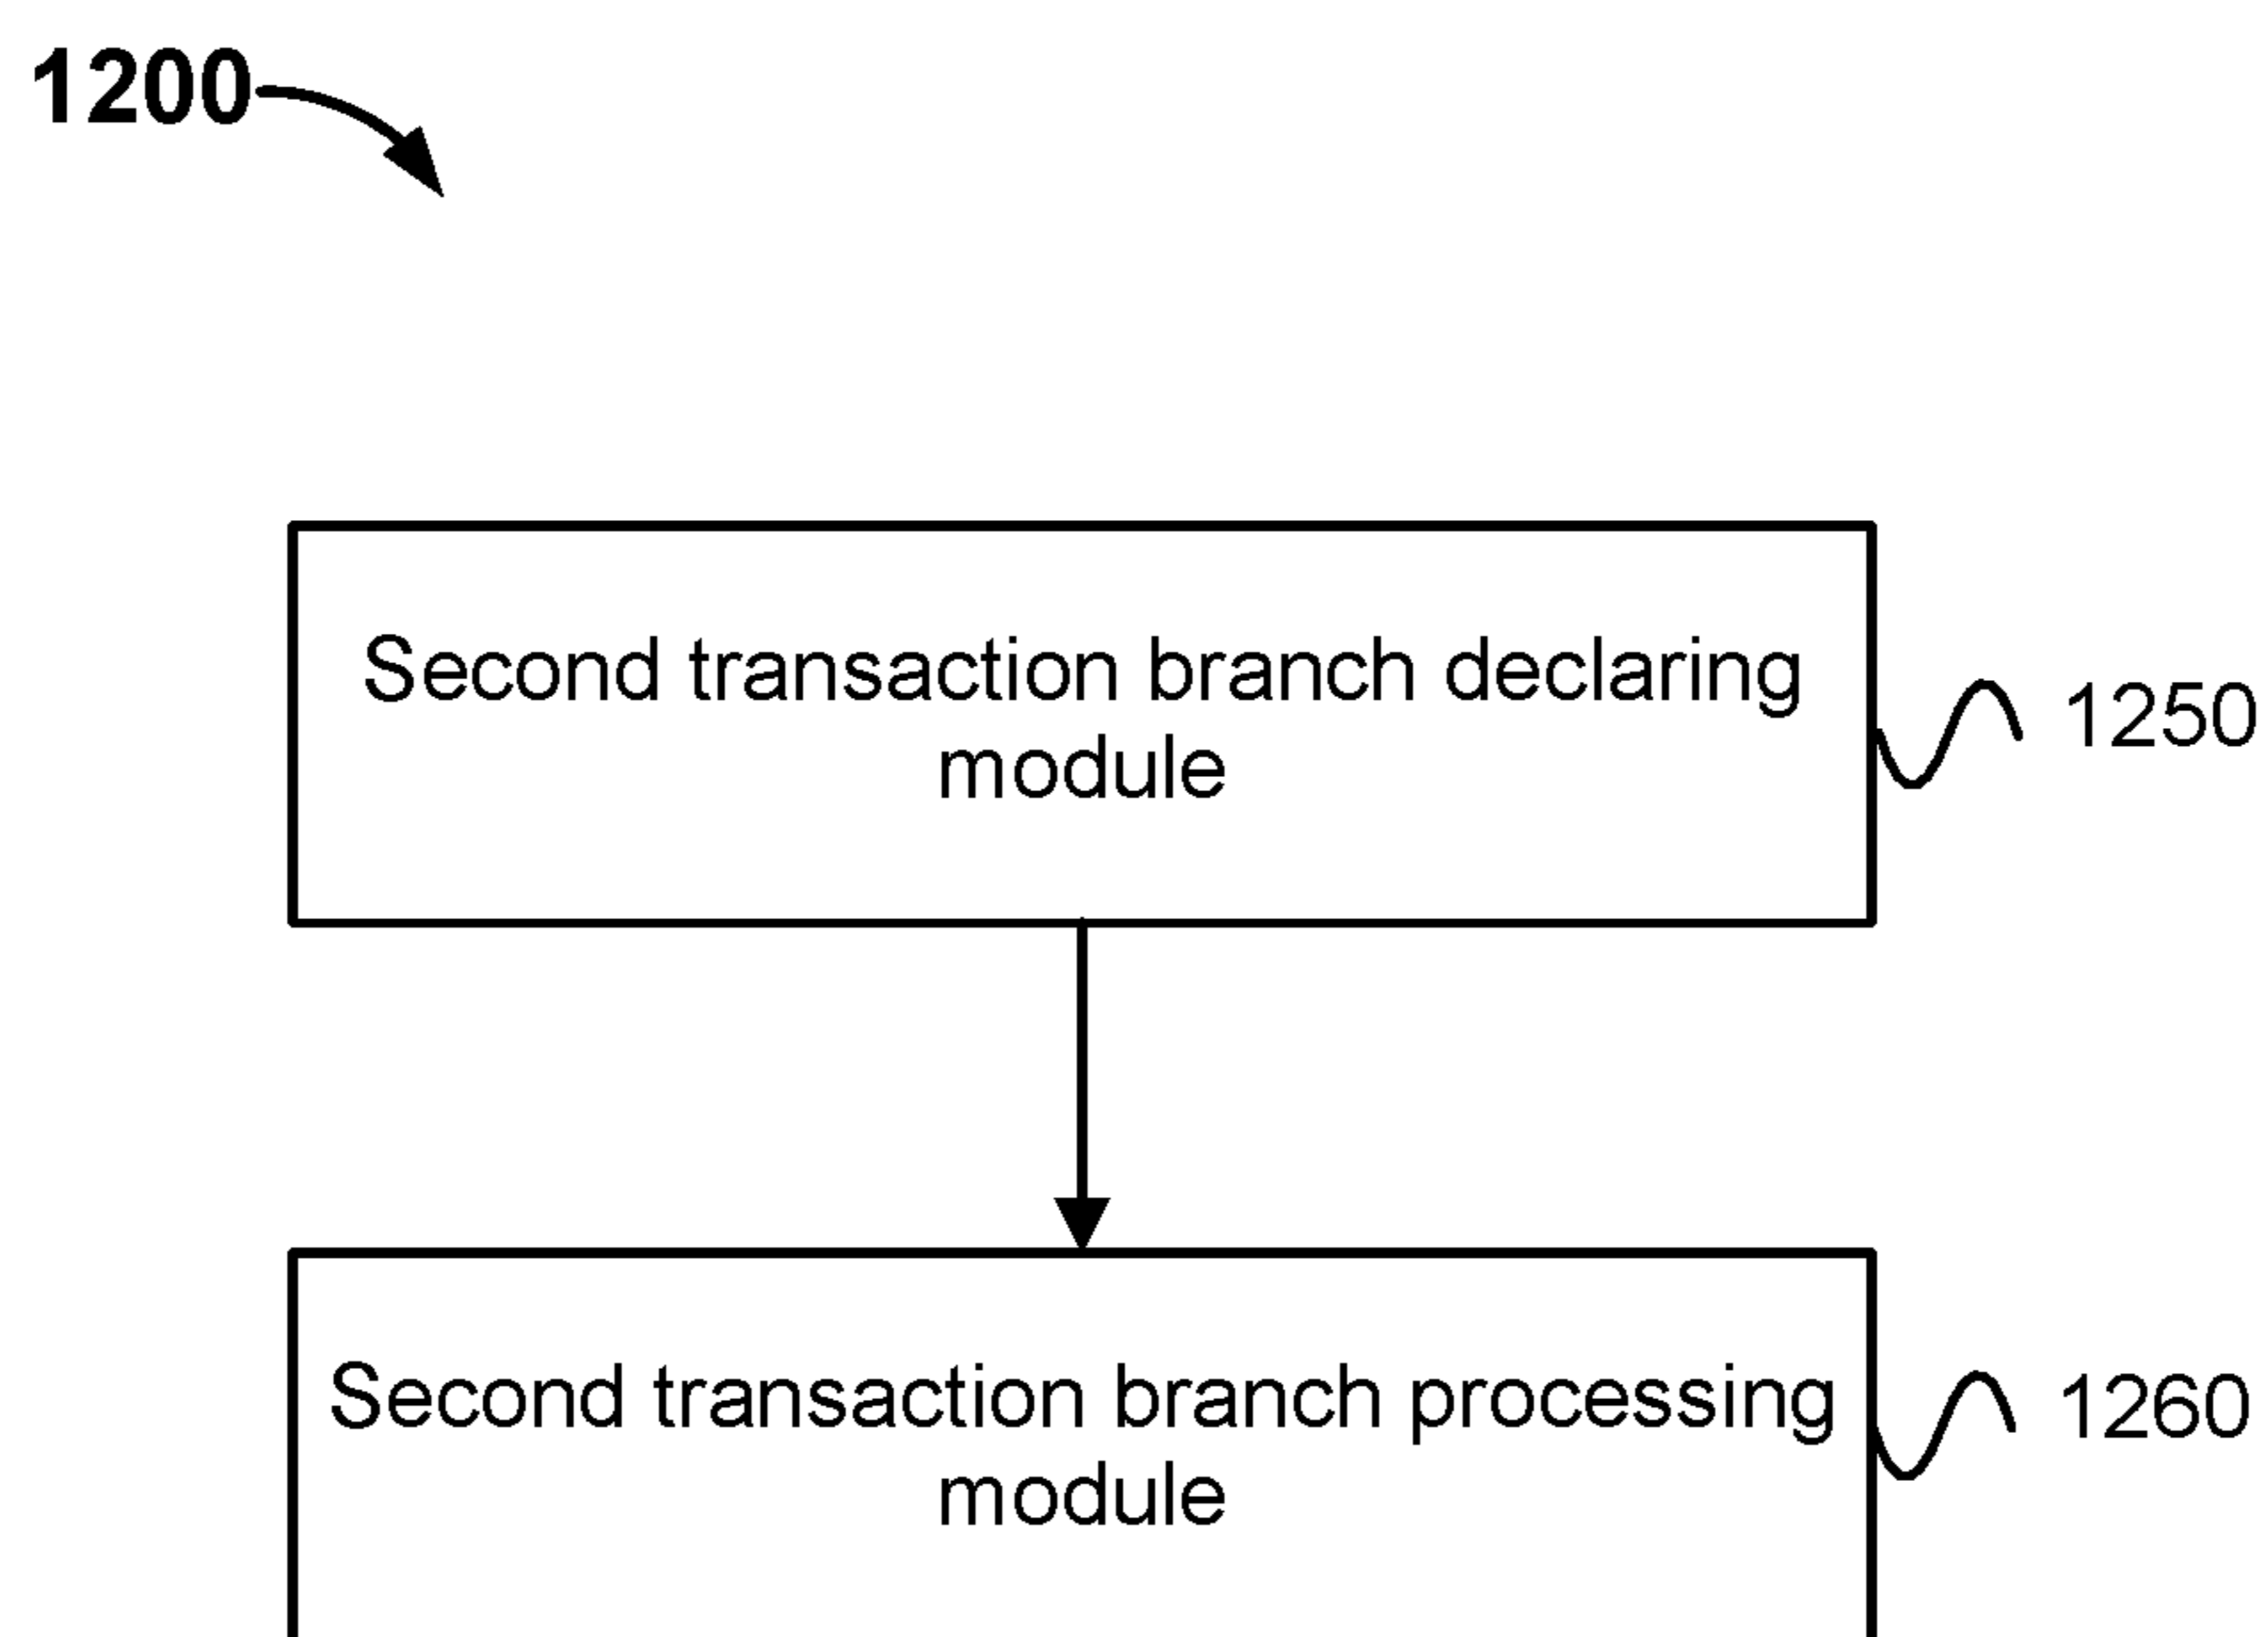 1200
Second transaction branch declaring
module
1250
Second transaction branch processing
module
1260